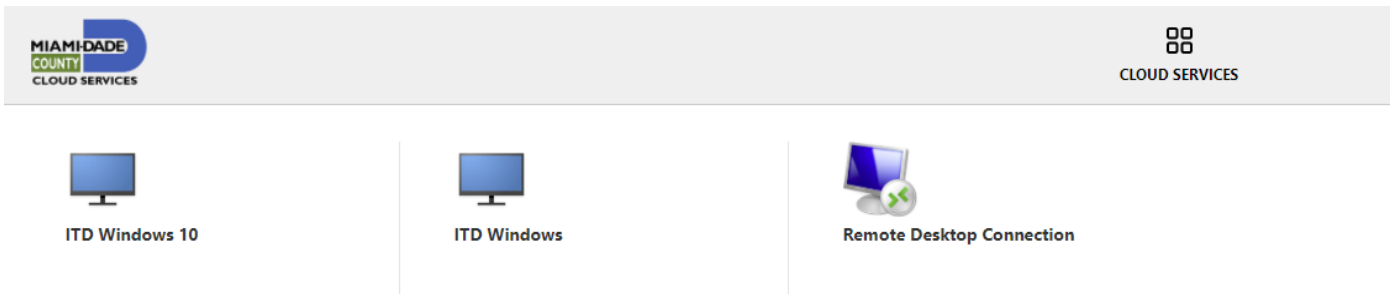 MIAMI-DADE
COUNTY
CLOUD SERVICES
CLOUD SERVICES
ITD Windows 10
ITD Windows
Remote Desktop Connection